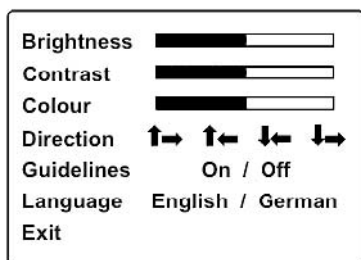 Brightness
Contrast
Colour
Direction
Guidelines On / Off
Language English / German
Exit